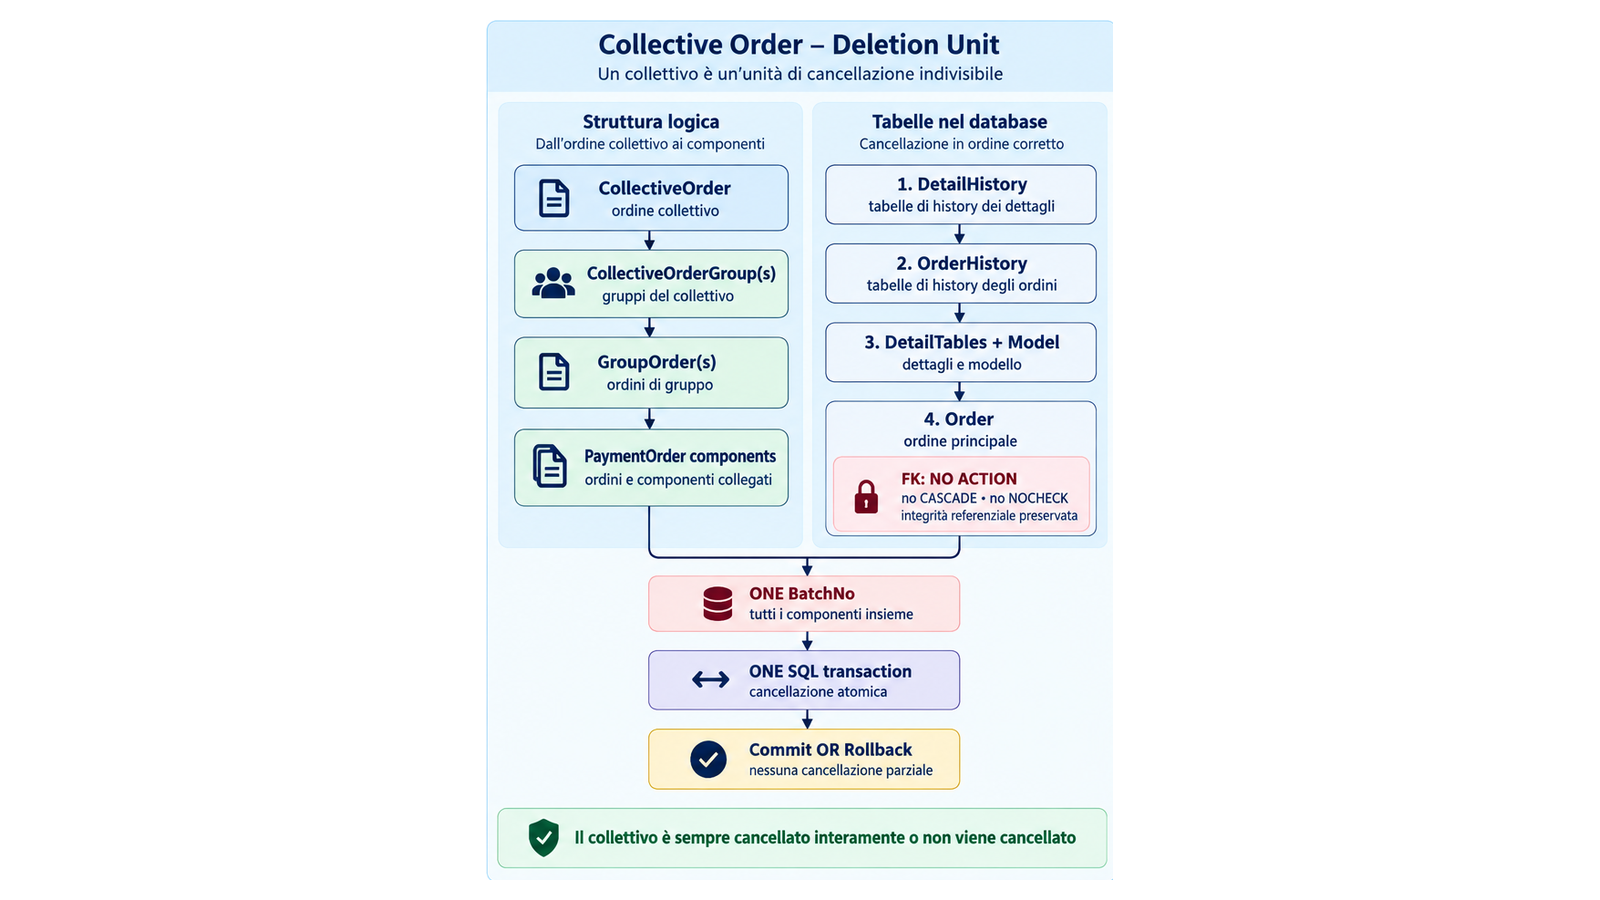 Collective Order – Deletion Unit
Un collettivo è un'unità di cancellazione indivisibile
Struttura logica
Dall'ordine collettivo ai componenti
CollectiveOrder
ordine collettivo
CollectiveOrderGroup(s)
gruppi del collettivo
GroupOrder(s)
ordini di gruppo
PaymentOrder components
ordini e componenti collegati
Tabelle nel database
Cancellazione in ordine corretto
1. DetailHistory
tabelle di history dei dettagli
2. OrderHistory
tabelle di history degli ordini
3. DetailTables + Model
dettagli e modello
4. Order
ordine principale
FK: NO ACTION
no CASCADE • no NOCHECK
integrità referenziale preservata
ONE BatchNo
tutti i componenti insieme
ONE SQL transaction
cancellazione atomica
Commit OR Rollback
nessuna cancellazione parziale
Il collettivo è sempre cancellato interamente o non viene cancellato